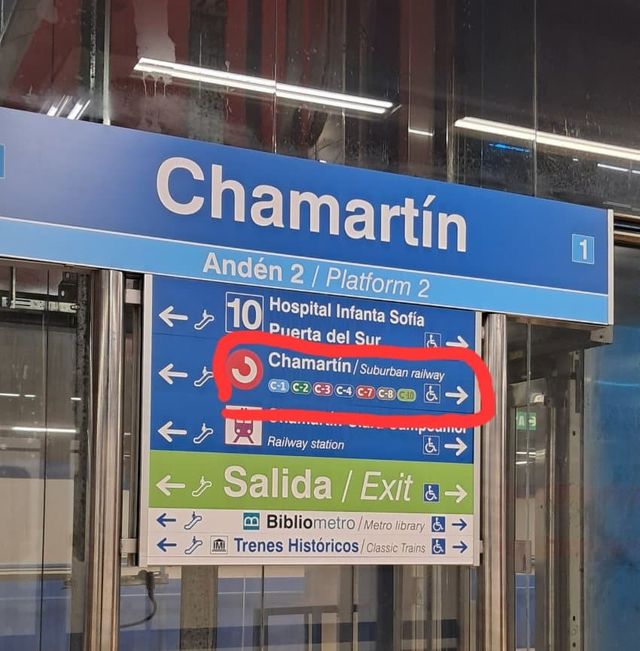 Chamartín
1
Andén 2 / Platform 2
10 Hospital Infanta Sofía
Puerta del Sur
Chamartín / Suburban railway
C-1 C-2 C-3 C-4 C-7 C-8 C-10
Railway station
Salida / Exit
Bibliometro / Metro library
Trenes Históricos / Classic Trains